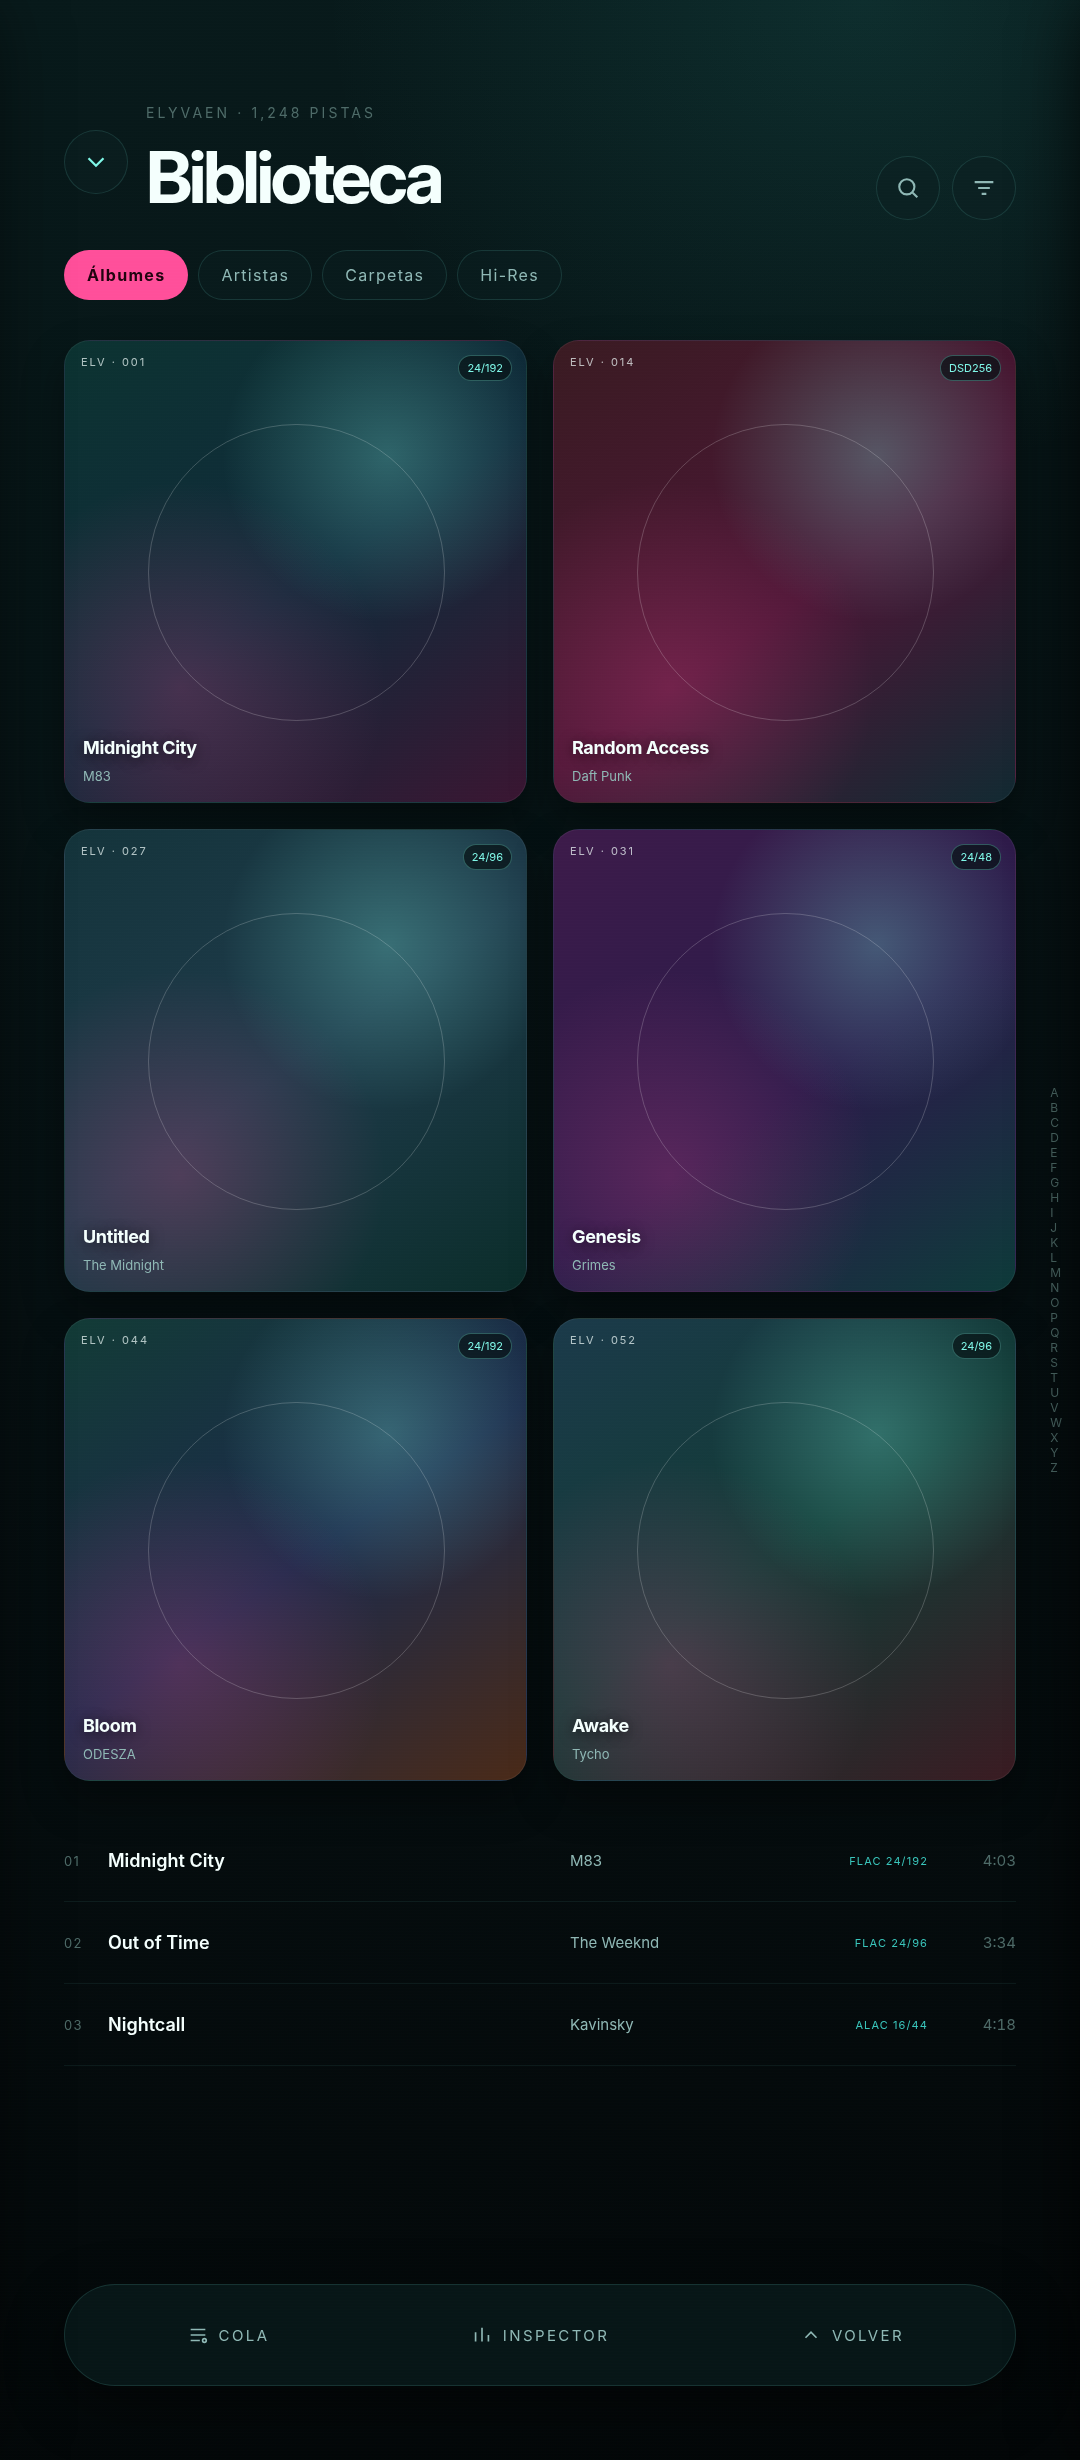 ELYVAEN · 1,248 PISTAS
Biblioteca
Álbumes
Artistas
Carpetas
Hi-Res
ELV · 001
24/192
Midnight City
M83
ELV · 014
DSD256
Random Access
Daft Punk
ELV · 027
24/96
Untitled
The Midnight
ELV · 031
24/48
Genesis
Grimes
ELV · 044
24/192
Bloom
ODESZA
ELV · 052
24/96
Awake
Tycho
A
B
C
D
E
F
G
H
I
J
K
L
M
N
O
P
Q
R
S
T
U
V
W
X
Y
Z
01 Midnight City M83 FLAC 24/192 4:03
02 Out of Time The Weeknd FLAC 24/96 3:34
03 Nightcall Kavinsky ALAC 16/44 4:18
COLA
INSPECTOR
VOLVER